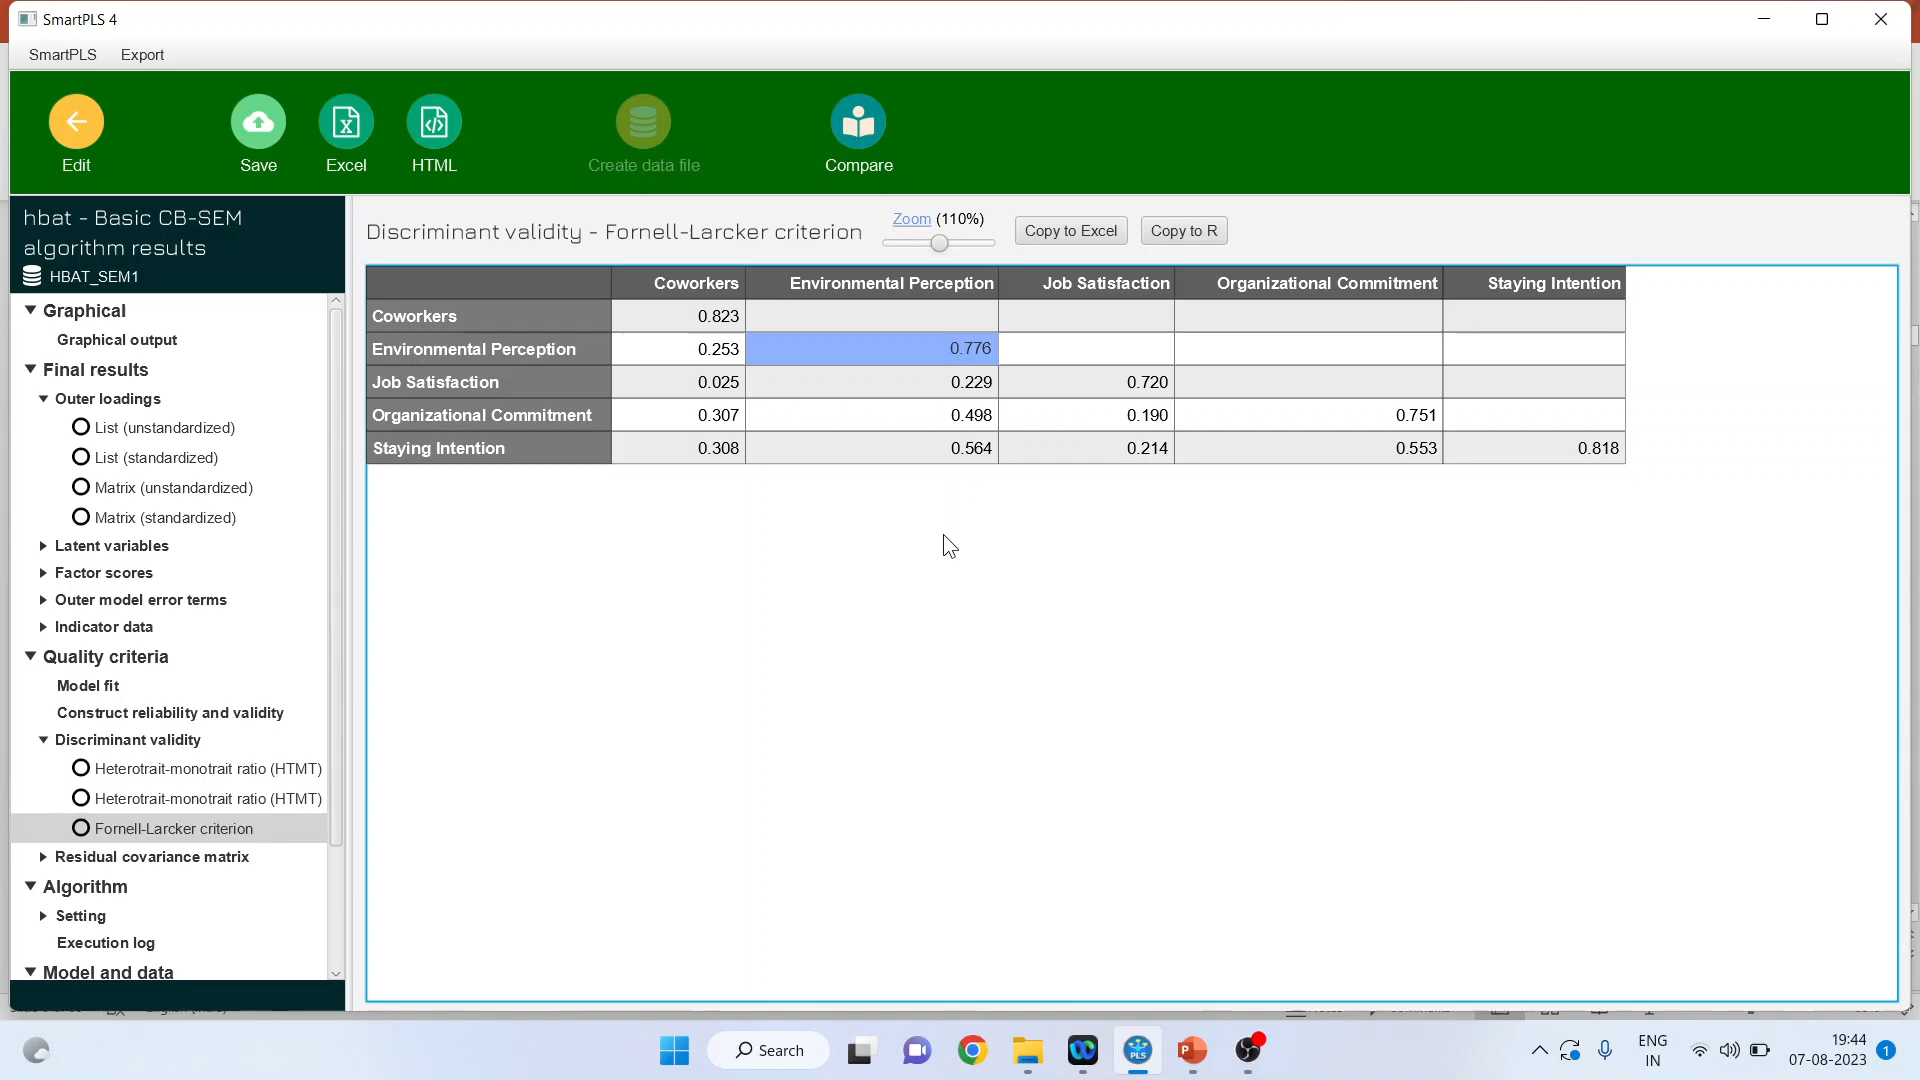 SmartPLS 4
SmartPLS Export
Edit Save Excel HTML Create data file Compare
hbat - Basic CB-SEM
algorithm results
HBAT_SEM1
Graphical
Graphical output
Final results
Outer loadings
List (unstandardized)
List (standardized)
Matrix (unstandardized)
Matrix (standardized)
Latent variables
Factor scores
Outer model error terms
Indicator data
Quality criteria
Model fit
Construct reliability and validity
Discriminant validity
Heterotrait-monotrait ratio (HTMT)
Heterotrait-monotrait ratio (HTMT)
Fornell-Larcker criterion
Residual covariance matrix
Algorithm
Setting
Execution log
Model and data
Discriminant validity - Fornell-Larcker criterion Zoom (110%) Copy to Excel Copy to R
Coworkers Environmental Perception Job Satisfaction Organizational Commitment Staying Intention
Coworkers 0.823
Environmental Perception 0.253 0.776
Job Satisfaction 0.025 0.229 0.720
Organizational Commitment 0.307 0.498 0.190 0.751
Staying Intention 0.308 0.564 0.214 0.553 0.818
Search
PLS
P
ENG
IN
19:44
07-08-2023
1